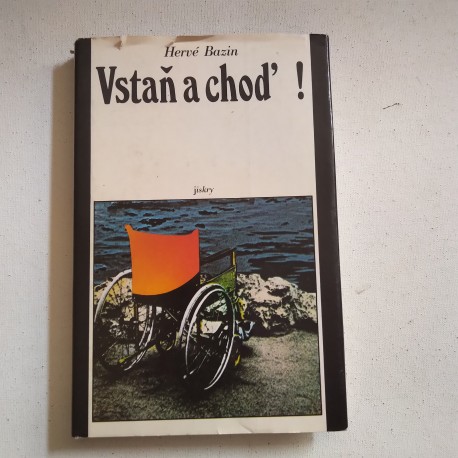 Hervé Bazin
Vstaň a choď !
jiskry